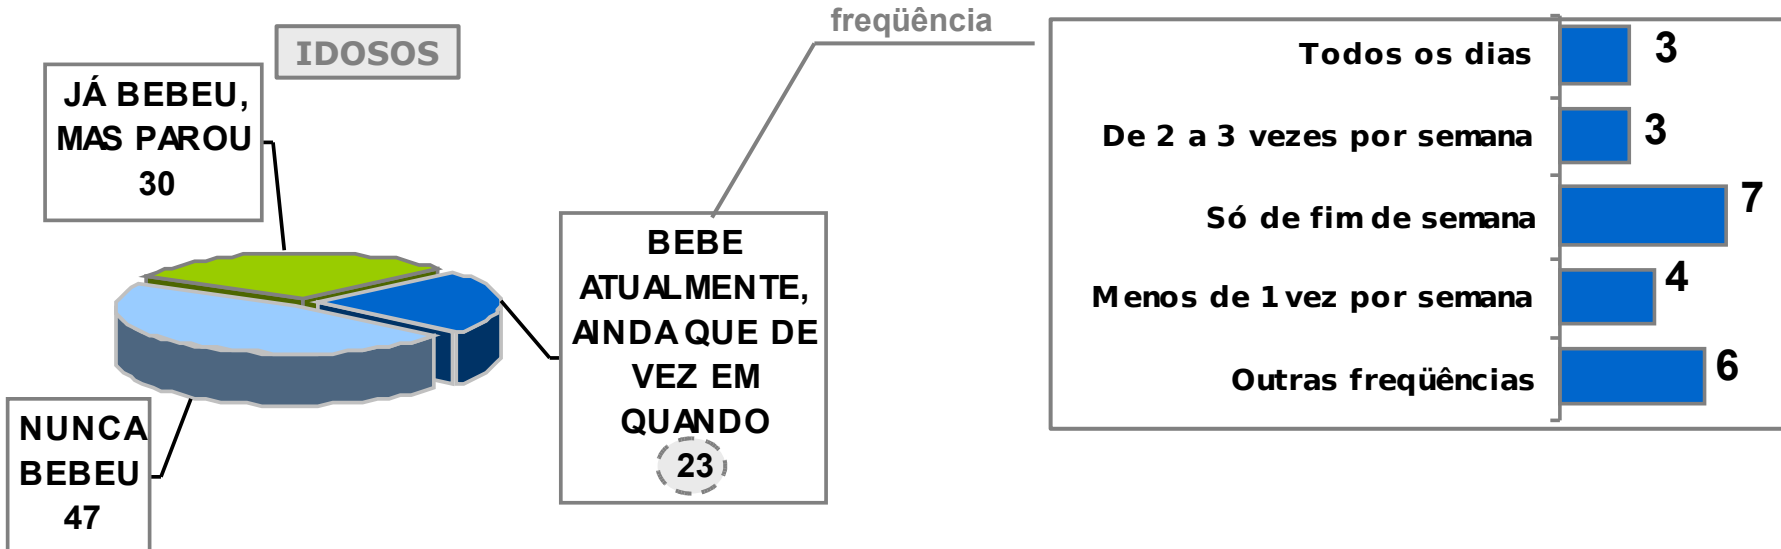 IDOSOS
JÁ BEBEU,
MAS PAROU
30
NUNCA
BEBEU
47
BEBE
ATUALMENTE,
AINDA QUE DE
VEZ EM
QUANDO
23
freqüência
Todos os dias 3
De 2 a 3 vezes por semana 3
Só de fim de semana 7
Menos de 1 vez por semana 4
Outras freqüências 6